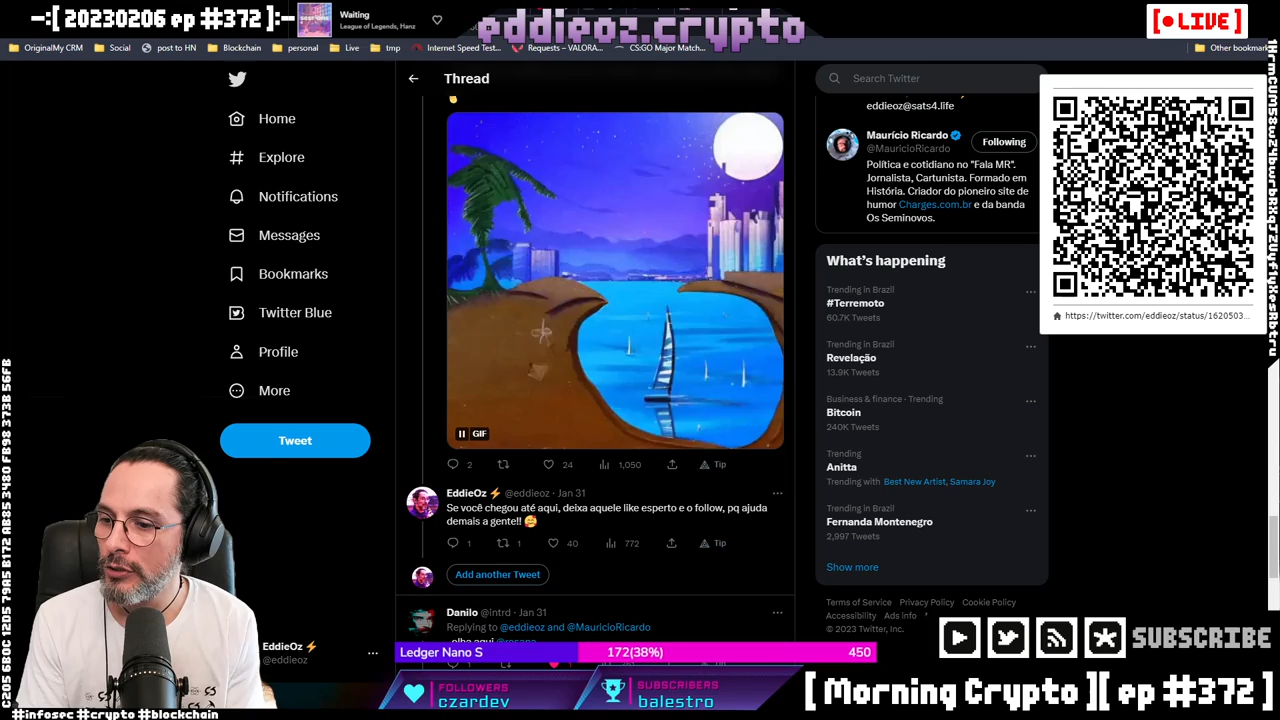 —:[ 20230206 ep #372 ]:—
Waiting
League of Legends, Hanz
eddieoz.crypto
[● LIVE]
OriginalMy CRM
Social
post to HN
Blockchain
personal
Live
tmp
Internet Speed Test...
Requests – VALORA...
CS:GO Major Match...
Other bookmark
Home
Explore
Notifications
Messages
Bookmarks
Twitter Blue
Profile
More
Tweet
EddieOz ⚡
@eddieoz
Thread
GIF
2
24
1,050
Tip
EddieOz ⚡ @eddieoz · Jan 31
Se você chegou até aqui, deixa aquele like esperto e o follow, pq ajuda
demais a gente!! 🥰
1
1
40
772
Tip
Add another Tweet
Danilo @intrd · Jan 31
Replying to @eddieoz and @MauricioRicardo
Search Twitter
eddieoz@sats4.life
Maurício Ricardo
@MauricioRicardo
Following
Política e cotidiano no "Fala MR".
Jornalista, Cartunista. Formado em
História. Criador do pioneiro site de
humor Charges.com.br e da banda
Os Seminovos.
What's happening
Trending in Brazil
#Terremoto
60.7K Tweets
Trending in Brazil
Revelação
13.9K Tweets
Business & finance · Trending
Bitcoin
240K Tweets
Trending
Anitta
Trending with Best New Artist, Samara Joy
Trending in Brazil
Fernanda Montenegro
2,997 Tweets
Show more
Terms of Service Privacy Policy Cookie Policy
Accessibility Ads info
© 2023 Twitter, Inc.
https://twitter.com/eddieoz/status/1620503...
Ledger Nano S
172(38%)
450
FOLLOWERS
czardev
SUBSCRIBERS
balestro
SUBSCRIBE
[ Morning Crypto ][ ep #372 ]
#infosec #crypto #blockchain